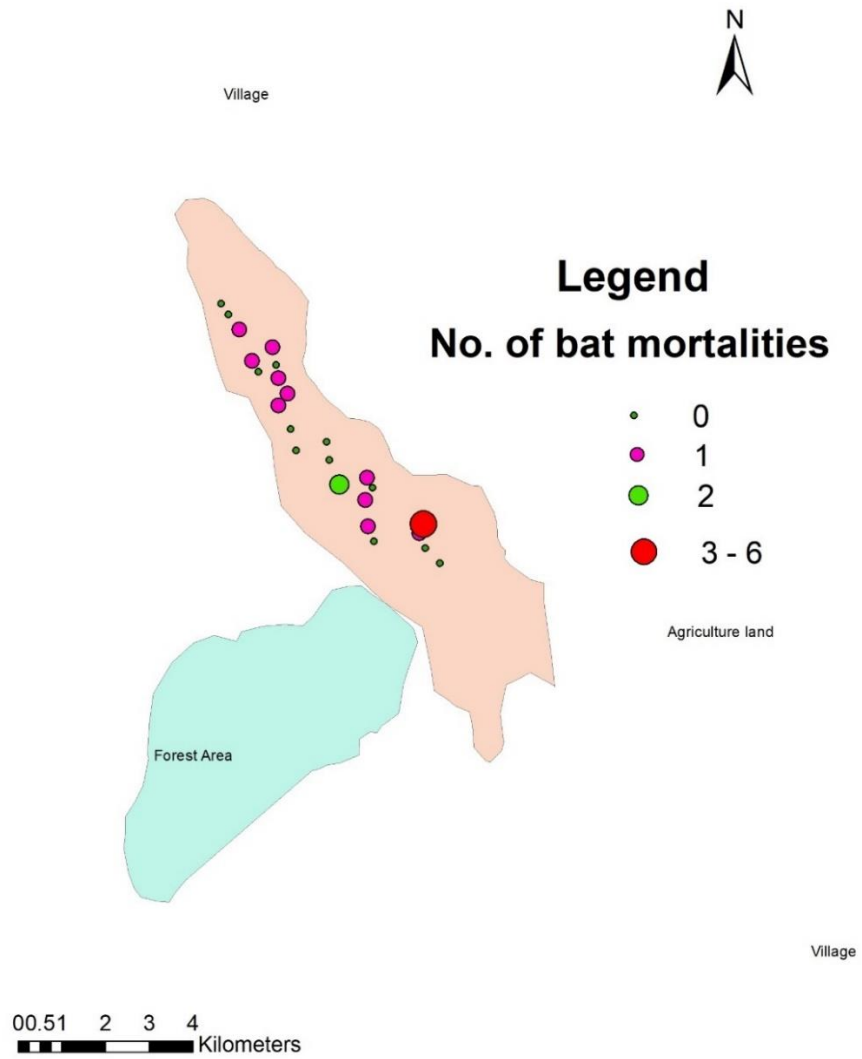 N
Village
Legend
No. of bat mortalities
0
1
2
3 - 6
Agriculture land
Forest Area
Village
00.51 2 3 4
Kilometers